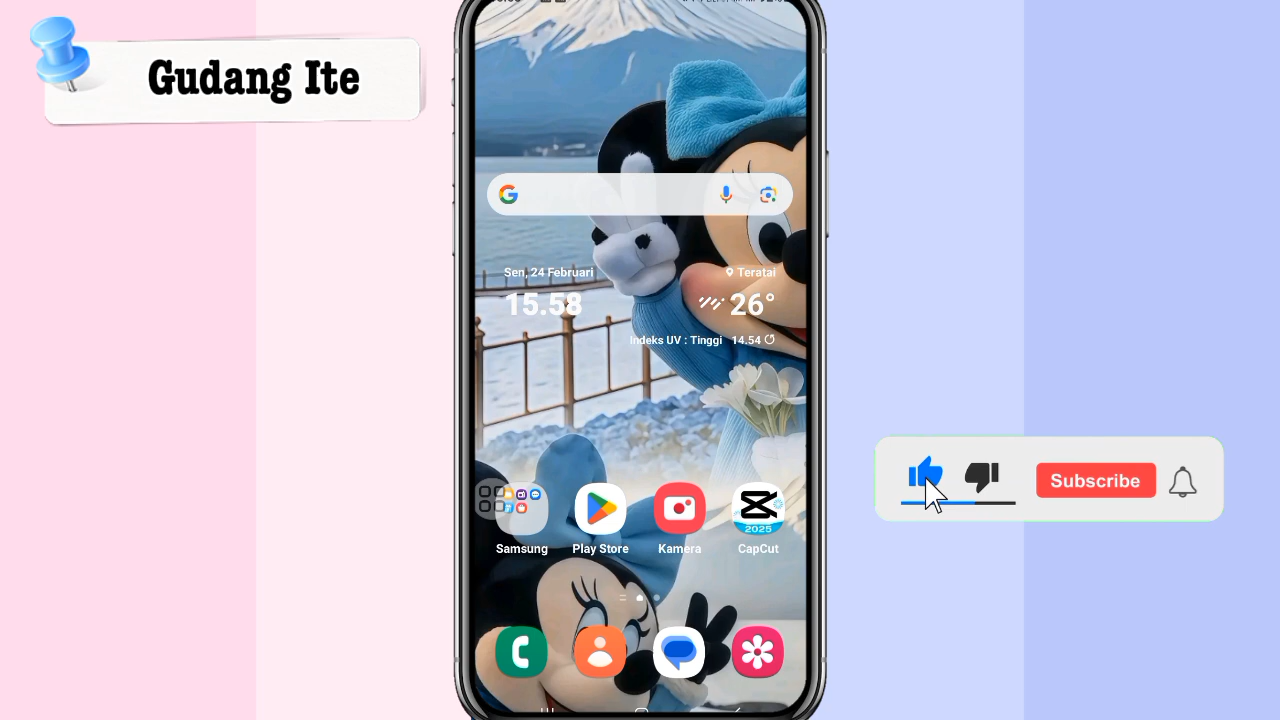 Gudang Ite
Sen, 24 Februari
Teratai
15.58
26°
Indeks UV : Tinggi 14.54
2025
Samsung
Play Store
Kamera
CapCut
Subscribe